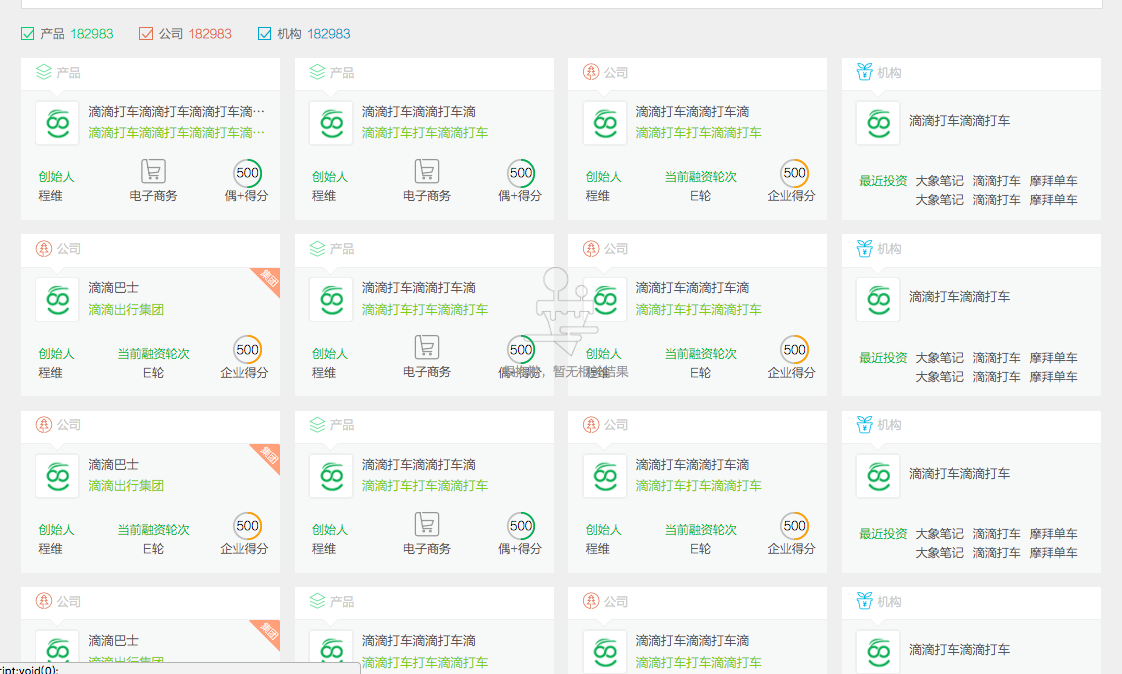 产品 182983 公司 182983 机构 182983
产品 产品 公司 机构
滴滴打车滴滴打车滴滴打车滴… 滴滴打车滴滴打车滴 滴滴打车滴滴打车滴 滴滴打车滴滴打车
滴滴打车滴滴打车滴滴打车滴… 滴滴打车打车滴滴打车 滴滴打车打车滴滴打车
创始人 500 创始人 500 创始人 当前融资轮次 500 最近投资 大象笔记 滴滴打车 摩拜单车
程维 电子商务 偶+得分 程维 电子商务 偶+得分 程维 E轮 企业得分 大象笔记 滴滴打车 摩拜单车
公司 产品 公司 机构
集团
滴滴巴士 滴滴打车滴滴打车滴 滴滴打车滴滴打车滴 滴滴打车滴滴打车
滴滴出行集团 滴滴打车打车滴滴打车 滴滴打车打车滴滴打车
创始人 当前融资轮次 500 创始人 500 创始人 当前融资轮次 500 最近投资 大象笔记 滴滴打车 摩拜单车
程维 E轮 企业得分 程维 电子商务 暂无相关结果 E轮 企业得分 大象笔记 滴滴打车 摩拜单车
公司 产品 公司 机构
集团
滴滴巴士 滴滴打车滴滴打车滴 滴滴打车滴滴打车滴 滴滴打车滴滴打车
滴滴出行集团 滴滴打车打车滴滴打车 滴滴打车打车滴滴打车
创始人 当前融资轮次 500 创始人 500 创始人 当前融资轮次 500 最近投资 大象笔记 滴滴打车 摩拜单车
程维 E轮 企业得分 程维 电子商务 偶+得分 程维 E轮 企业得分 大象笔记 滴滴打车 摩拜单车
公司 产品 公司 机构
集团
滴滴巴士 滴滴打车滴滴打车滴 滴滴打车滴滴打车滴 滴滴打车滴滴打车
滴滴出行集团 滴滴打车打车滴滴打车 滴滴打车打车滴滴打车
ript:void(0);